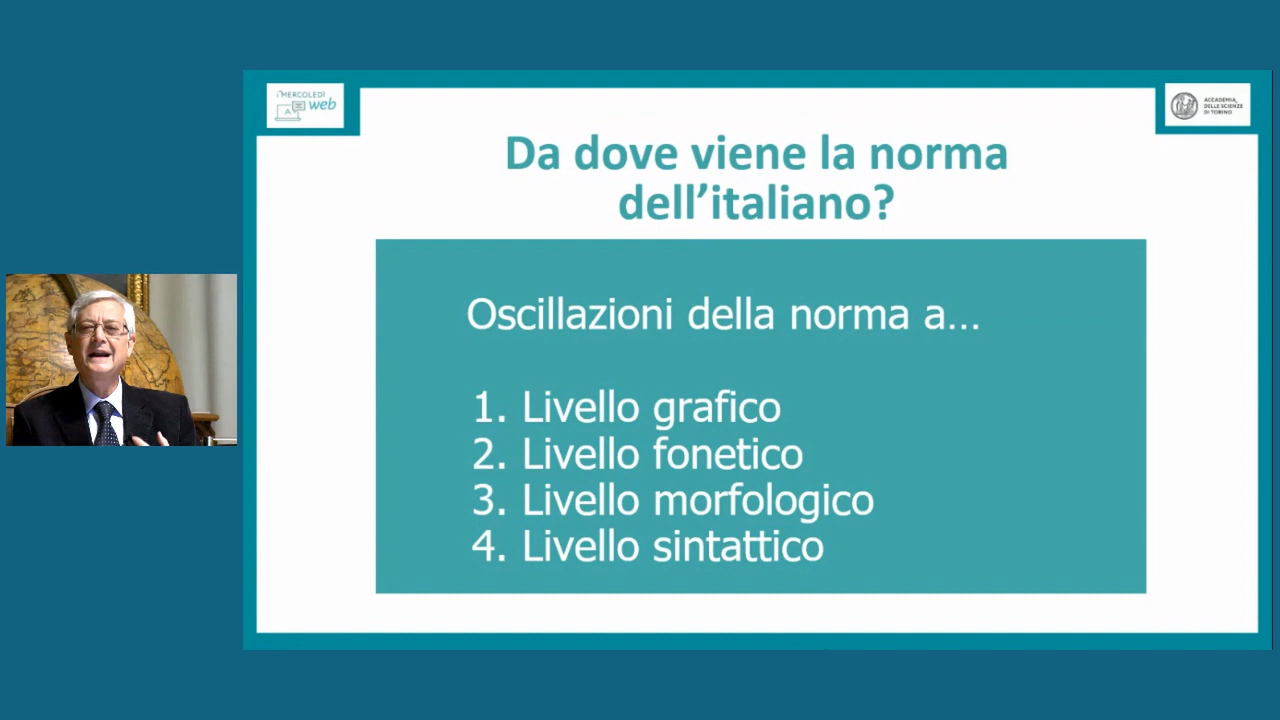 I MERCOLEDÌ
web
A
ACCADEMIA
DELLE SCIENZE
DI TORINO
Da dove viene la norma
dell’italiano?
Oscillazioni della norma a...
1. Livello grafico
2. Livello fonetico
3. Livello morfologico
4. Livello sintattico